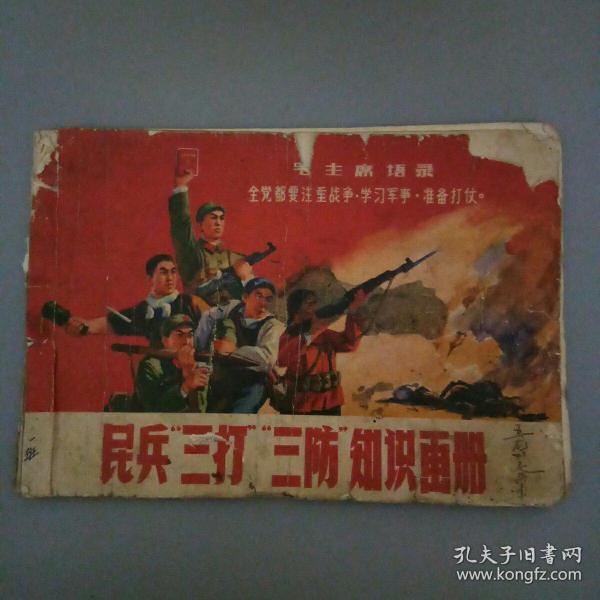 毛主席语录
全党都要注重战争,学习军事,准备打仗。
民兵“三打”“三防”知识画册
孔夫子旧书网
www.kongfz.com